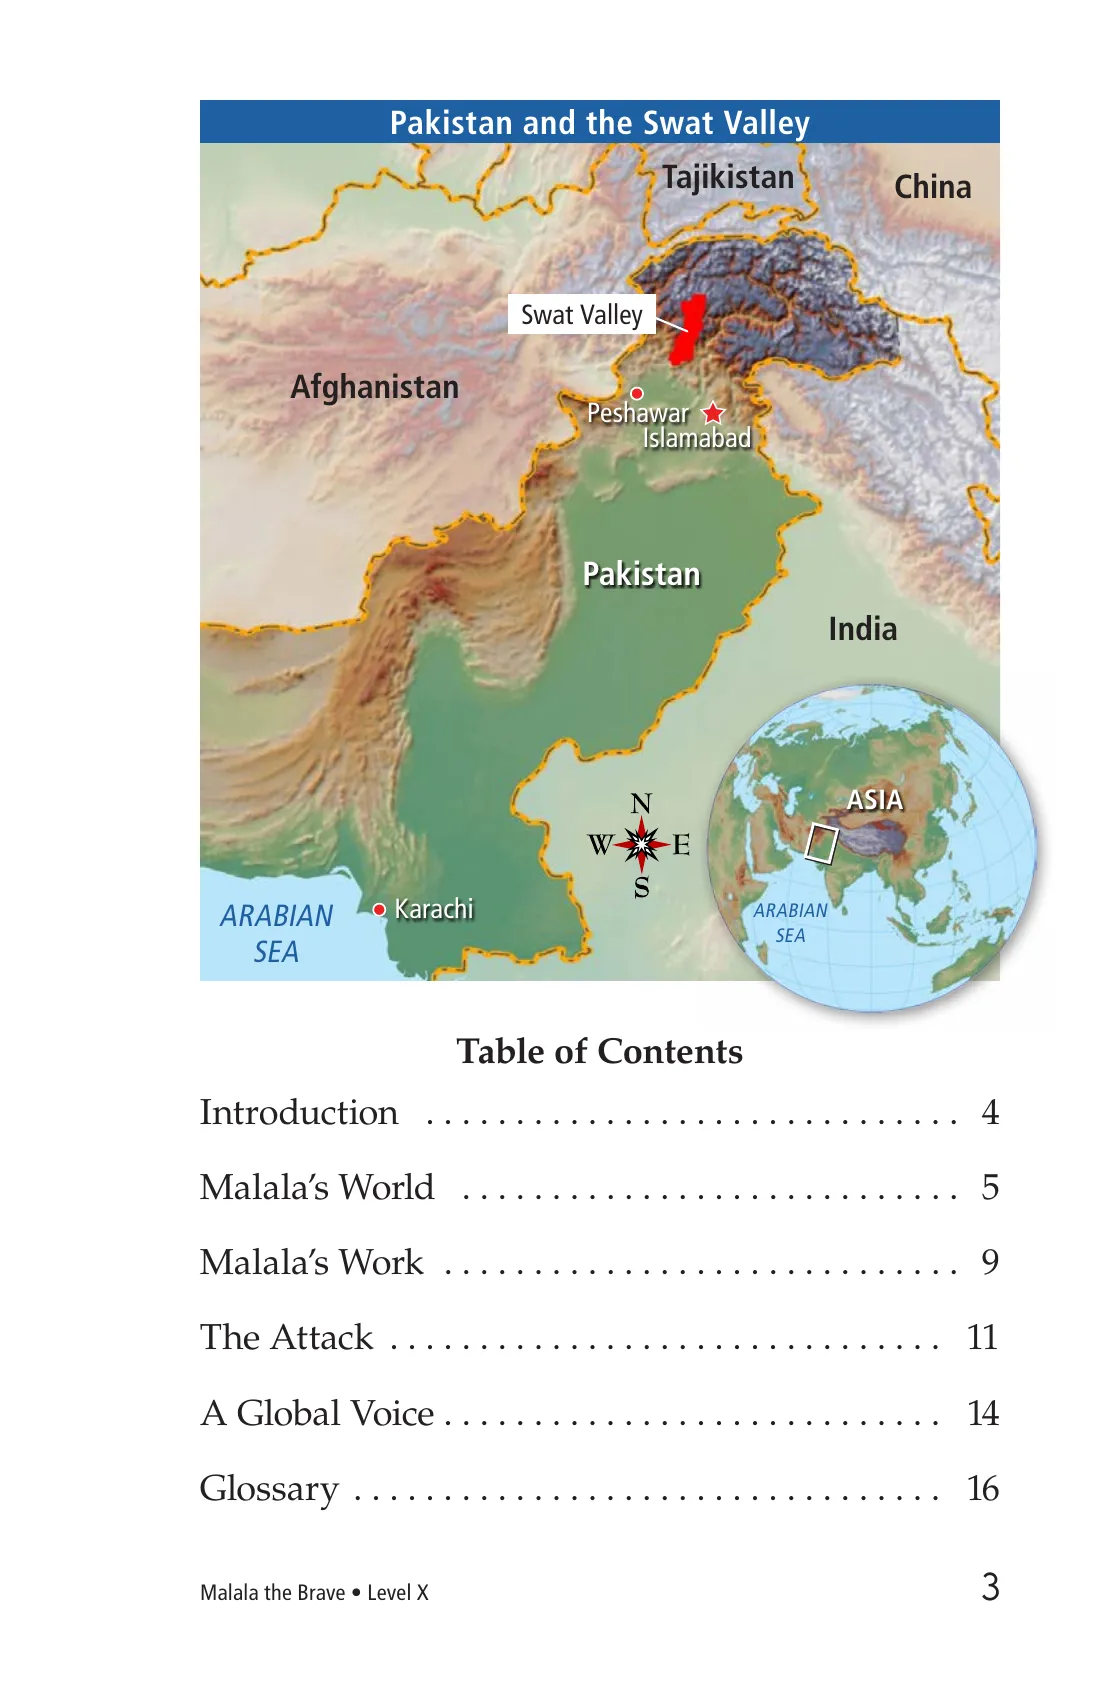 Pakistan and the Swat Valley
Tajikistan
China
Swat Valley
Afghanistan
Peshawar
Islamabad
Pakistan
India
ASIA
N
W E
S
ARABIAN
SEA
Karachi
ARABIAN
SEA
Table of Contents
Introduction . . . . . . . . . . . . . . . . . . . . . . . . . . . . . . 4
Malala’s World . . . . . . . . . . . . . . . . . . . . . . . . . . . . 5
Malala’s Work . . . . . . . . . . . . . . . . . . . . . . . . . . . . . 9
The Attack . . . . . . . . . . . . . . . . . . . . . . . . . . . . . . . 11
A Global Voice . . . . . . . . . . . . . . . . . . . . . . . . . . . . 14
Glossary . . . . . . . . . . . . . . . . . . . . . . . . . . . . . . . . . 16
Malala the Brave • Level X 3